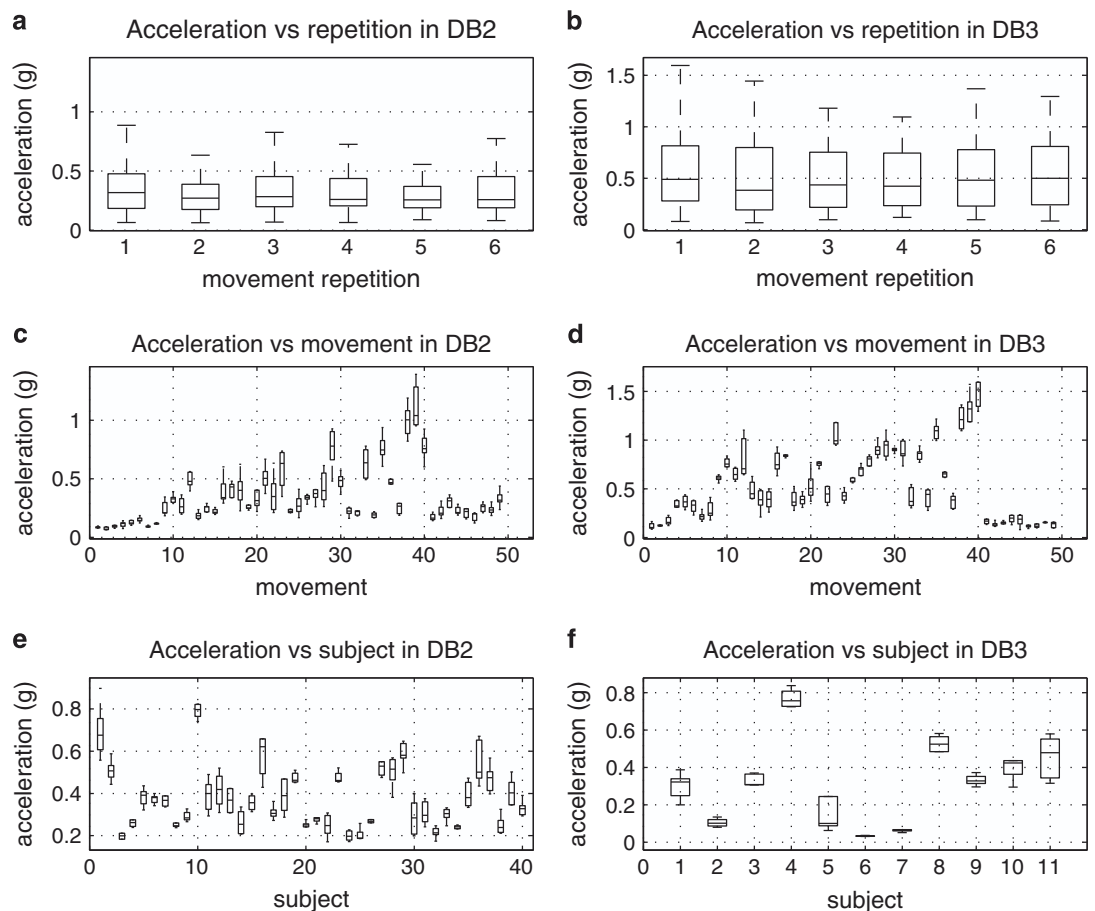 a
Acceleration vs repetition in DB2
acceleration (g)
1
0.5
0
1 2 3 4 5 6
movement repetition
b
Acceleration vs repetition in DB3
acceleration (g)
1.5
1
0.5
0
1 2 3 4 5 6
movement repetition
c
Acceleration vs movement in DB2
acceleration (g)
1
0.5
0
0 10 20 30 40 50
movement
d
Acceleration vs movement in DB3
acceleration (g)
1.5
1
0.5
0
0 10 20 30 40 50
movement
e
Acceleration vs subject in DB2
acceleration (g)
0.8
0.6
0.4
0.2
0 10 20 30 40
subject
f
Acceleration vs subject in DB3
acceleration (g)
0.8
0.6
0.4
0.2
0
0 1 2 3 4 5 6 7 8 9 10 11
subject